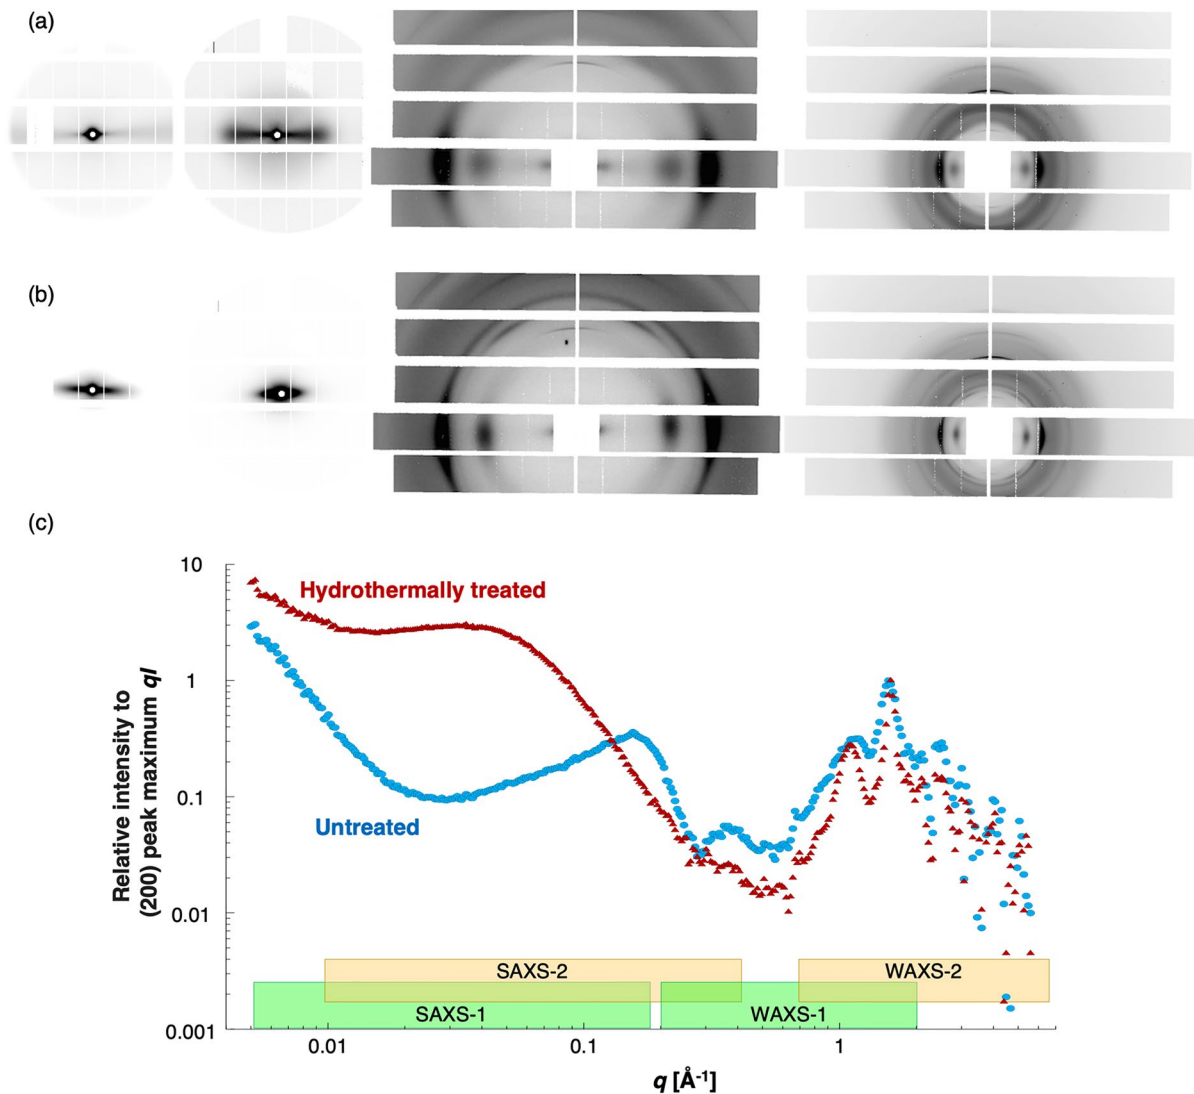 (a)
(b)
(c)
10
1
0.1
0.01
0.001
Relative intensity to
(200) peak maximum qI
Hydrothermally treated
Untreated
SAXS-2
WAXS-2
SAXS-1
WAXS-1
0.01
0.1
1
q [Å-1]